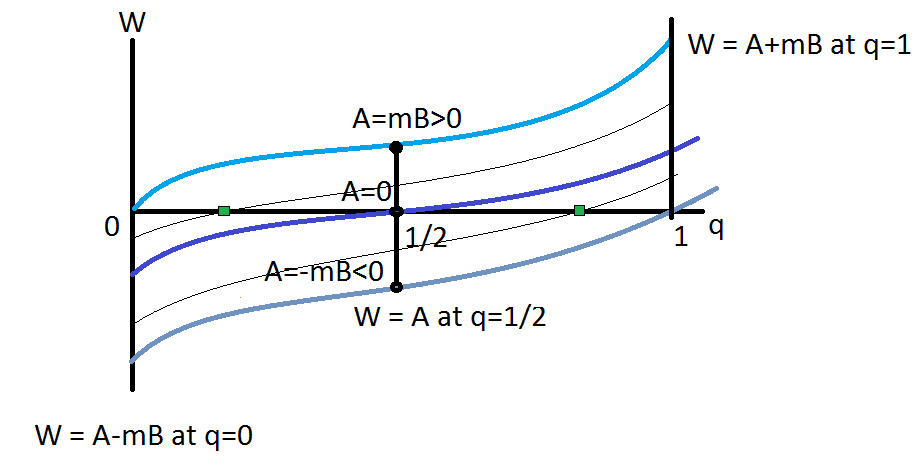 W
W = A+mB at q=1
A=mB>0
A=0
0
1/2
1
q
A=-mB<0
W = A at q=1/2
W = A-mB at q=0